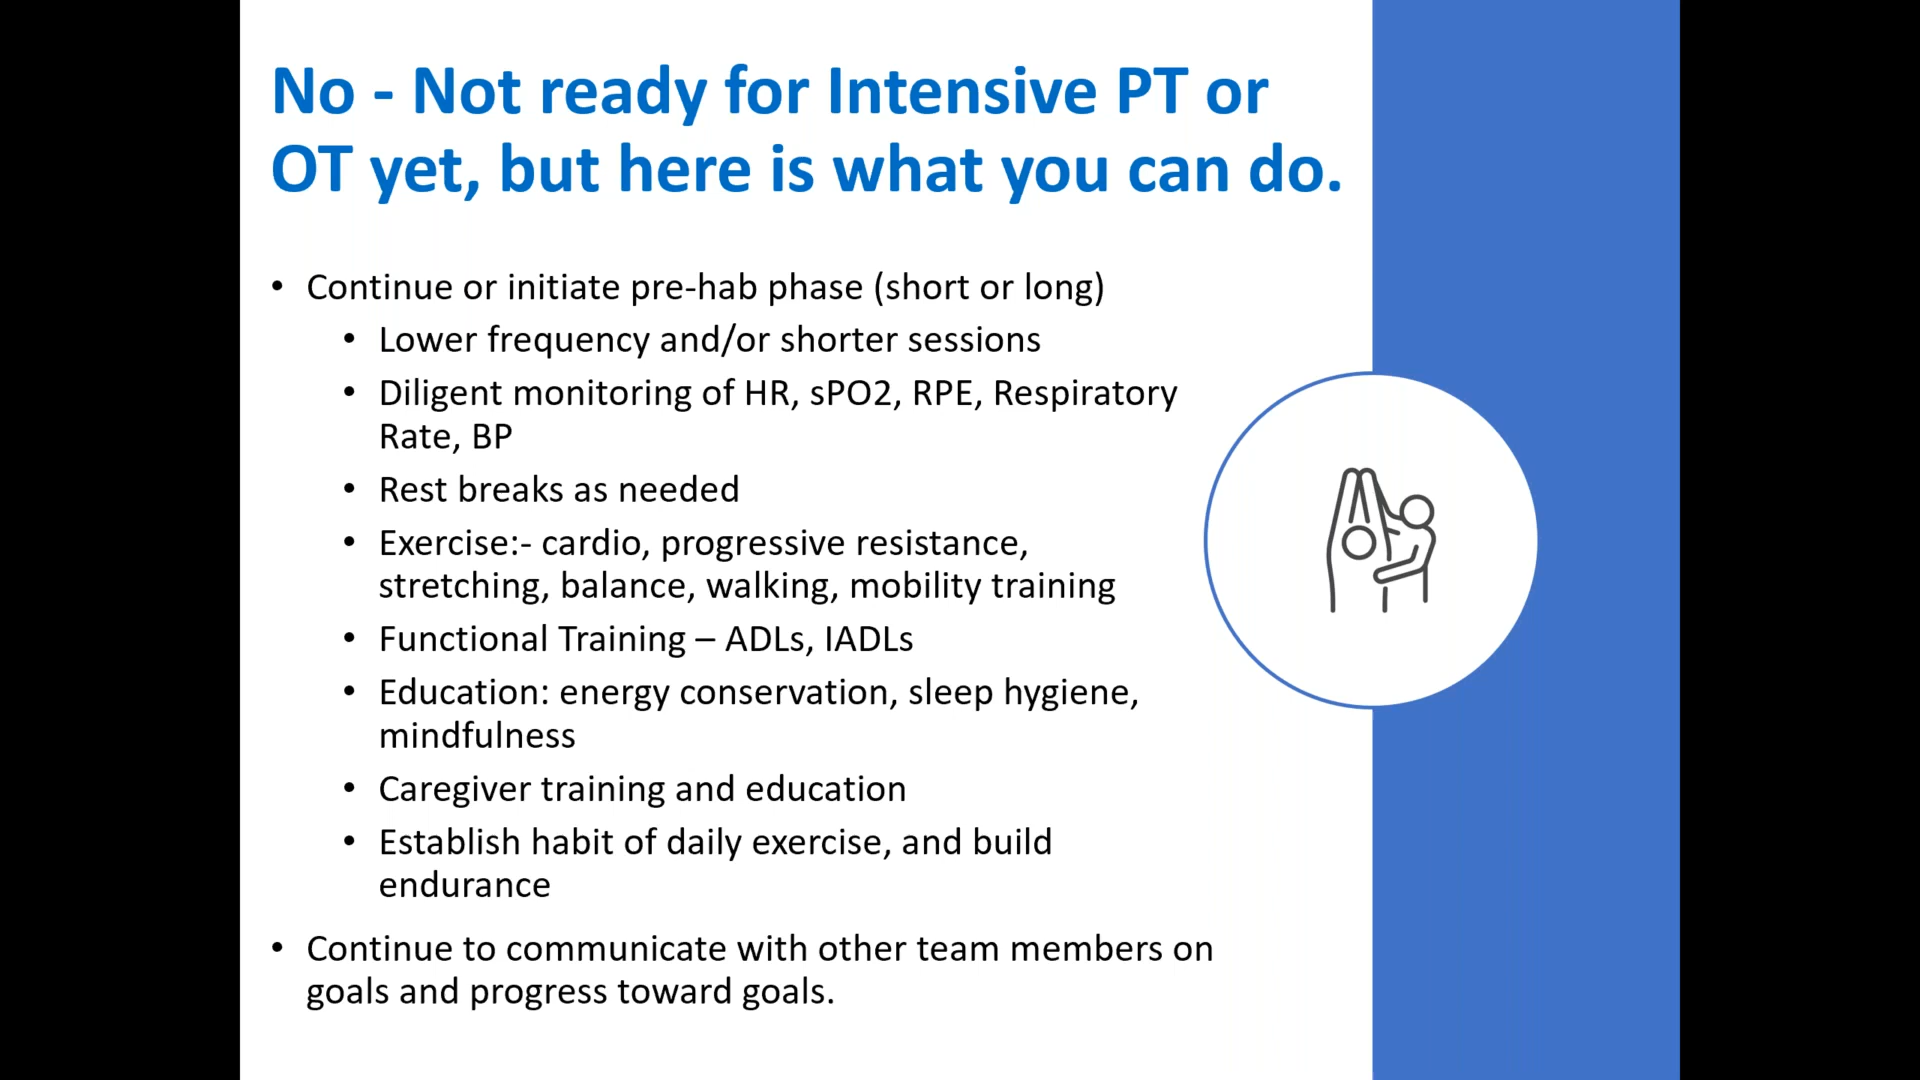 No - Not ready for Intensive PT or
OT yet, but here is what you can do.
• Continue or initiate pre-hab phase (short or long)
• Lower frequency and/or shorter sessions
• Diligent monitoring of HR, sPO2, RPE, Respiratory
Rate, BP
• Rest breaks as needed
• Exercise:- cardio, progressive resistance,
stretching, balance, walking, mobility training
• Functional Training – ADLs, IADLs
• Education: energy conservation, sleep hygiene,
mindfulness
• Caregiver training and education
• Establish habit of daily exercise, and build
endurance
• Continue to communicate with other team members on
goals and progress toward goals.